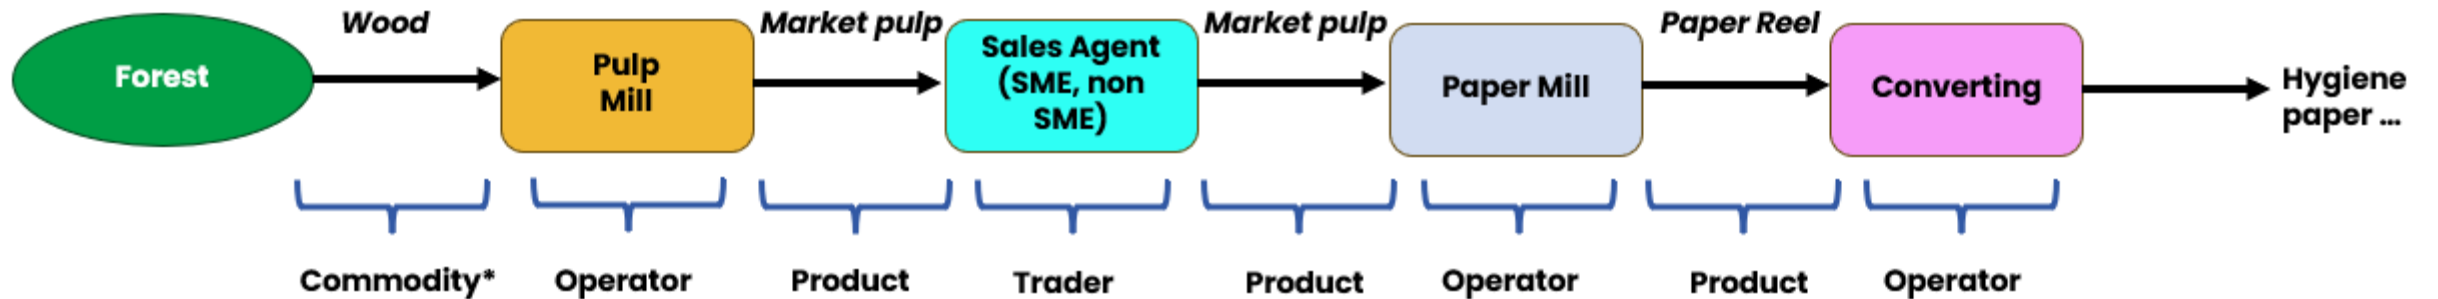 Wood
Market pulp
Market pulp
Paper Reel
Forest
Pulp
Mill
Sales Agent
(SME, non
SME)
Paper Mill
Converting
Hygiene
paper ...
Commodity*
Operator
Product
Trader
Product
Operator
Product
Operator